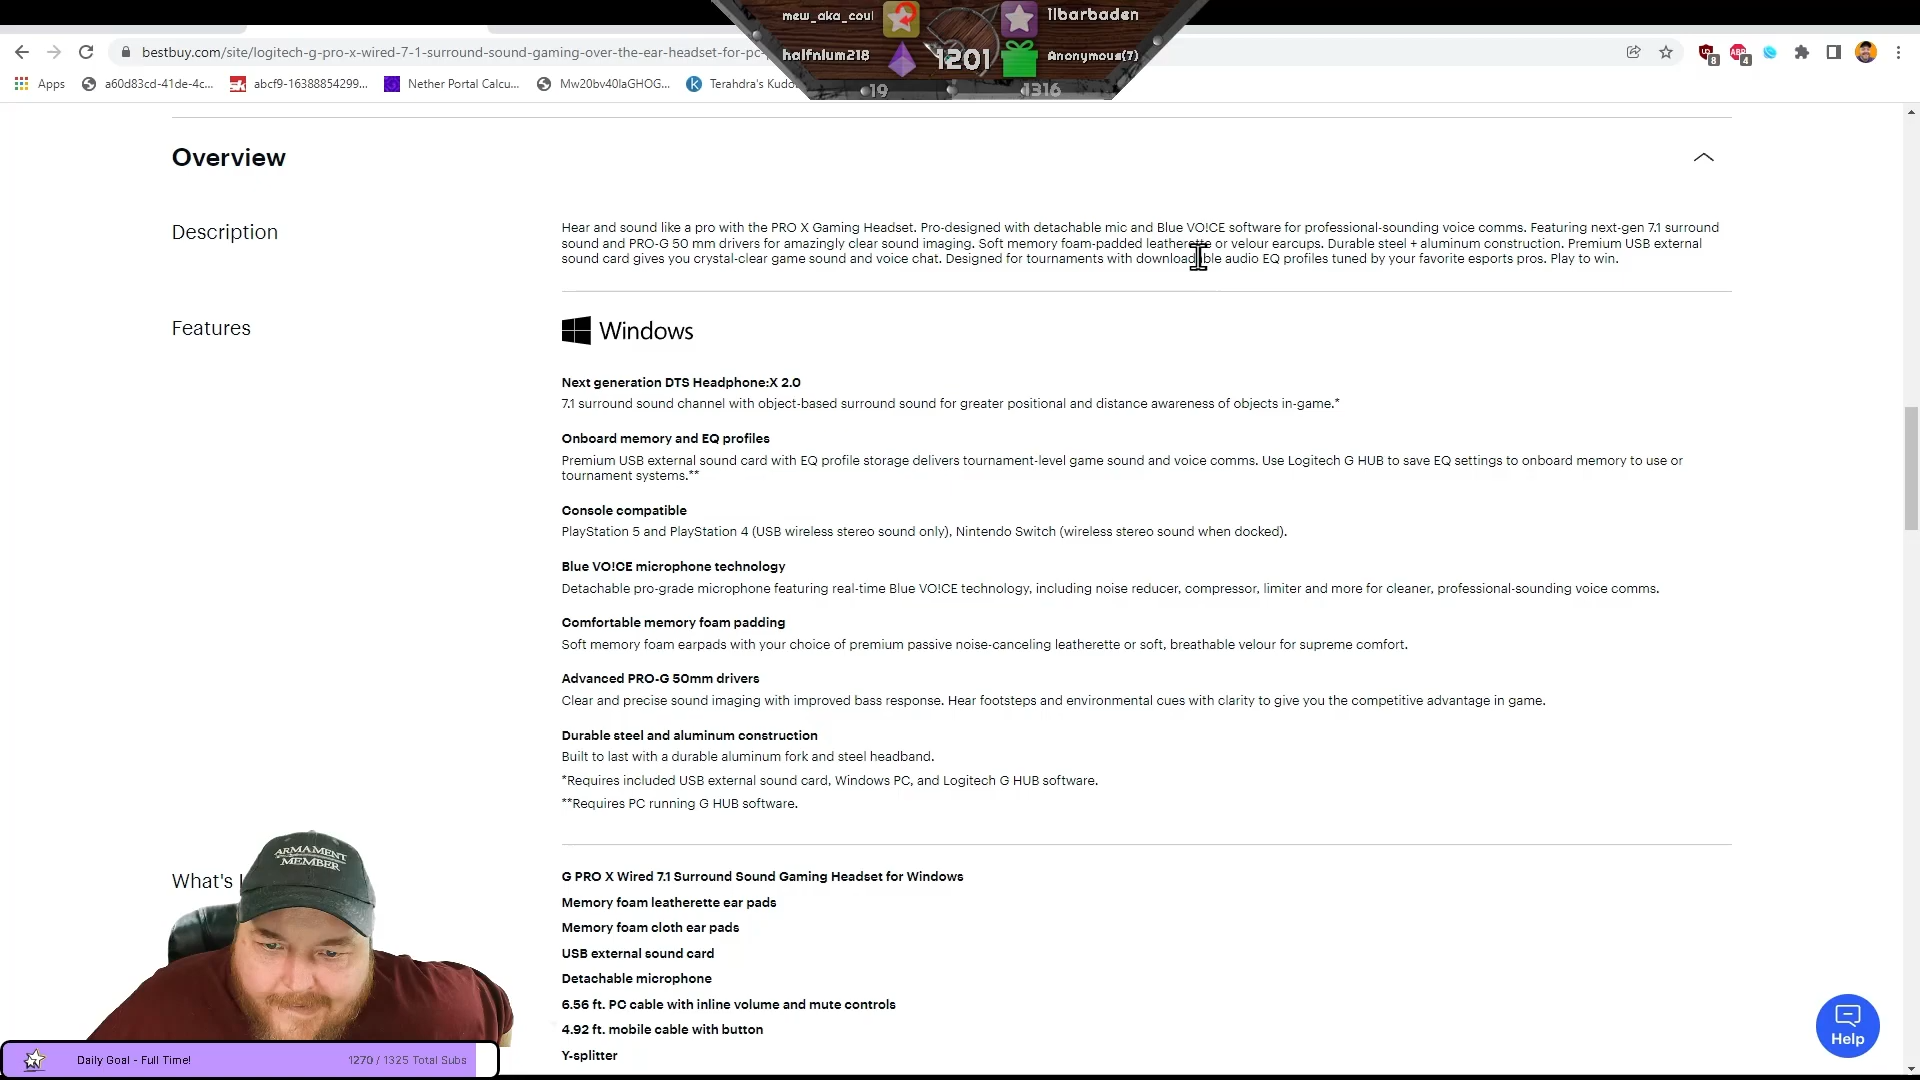 mew_aka_coul
1lbarbaden
halfnlum218
1201
Anonymous(7)
19
1316
bestbuy.com/site/logitech-g-pro-x-wired-7-1-surround-sound-gaming-over-the-ear-headset-for-pc-
8
4
Apps
a60d83cd-41de-4c...
abcf9-16388854299...
Nether Portal Calcu...
Mw20bv40laGHOG...
Terahdra's Kudo
Overview
Description
Hear and sound like a pro with the PRO X Gaming Headset. Pro-designed with detachable mic and Blue VO!CE software for professional-sounding voice comms. Featuring next-gen 7.1 surround
sound and PRO-G 50 mm drivers for amazingly clear sound imaging. Soft memory foam-padded leatherette or velour earcups. Durable steel + aluminum construction. Premium USB external
sound card gives you crystal-clear game sound and voice chat. Designed for tournaments with downloadable audio EQ profiles tuned by your favorite esports pros. Play to win.
Features
Windows
Next generation DTS Headphone:X 2.0
7.1 surround sound channel with object-based surround sound for greater positional and distance awareness of objects in-game.*
Onboard memory and EQ profiles
Premium USB external sound card with EQ profile storage delivers tournament-level game sound and voice comms. Use Logitech G HUB to save EQ settings to onboard memory to use or
tournament systems.**
Console compatible
PlayStation 5 and PlayStation 4 (USB wireless stereo sound only), Nintendo Switch (wireless stereo sound when docked).
Blue VO!CE microphone technology
Detachable pro-grade microphone featuring real-time Blue VO!CE technology, including noise reducer, compressor, limiter and more for cleaner, professional-sounding voice comms.
Comfortable memory foam padding
Soft memory foam earpads with your choice of premium passive noise-canceling leatherette or soft, breathable velour for supreme comfort.
Advanced PRO-G 50mm drivers
Clear and precise sound imaging with improved bass response. Hear footsteps and environmental cues with clarity to give you the competitive advantage in game.
Durable steel and aluminum construction
Built to last with a durable aluminum fork and steel headband.
*Requires included USB external sound card, Windows PC, and Logitech G HUB software.
**Requires PC running G HUB software.
What's
G PRO X Wired 7.1 Surround Sound Gaming Headset for Windows
Memory foam leatherette ear pads
Memory foam cloth ear pads
USB external sound card
Detachable microphone
6.56 ft. PC cable with inline volume and mute controls
4.92 ft. mobile cable with button
Y-splitter
ARMAMENT
MEMBER
Help
Daily Goal - Full Time!
1270 / 1325 Total Subs